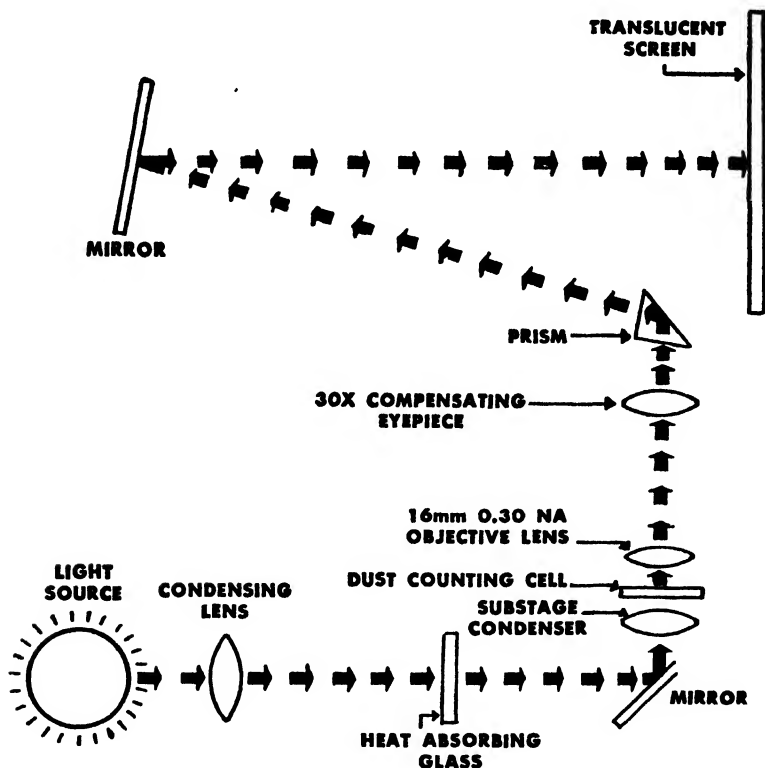 TRANSLUCENT
SCREEN
MIRROR
PRISM
30X COMPENSATING
EYEPIECE
16mm 0.30 NA
OBJECTIVE LENS
LIGHT
SOURCE
CONDENSING
LENS
DUST COUNTING CELL
SUBSTAGE
CONDENSER
MIRROR
HEAT ABSORBING
GLASS